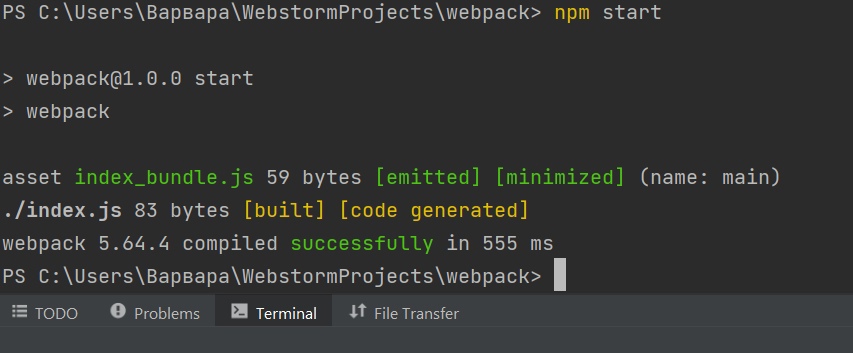 PS C:\Users\Варвара\WebstormProjects\webpack> npm start
> webpack@1.0.0 start
> webpack
asset index_bundle.js 59 bytes [emitted] [minimized] (name: main)
./index.js 83 bytes [built] [code generated]
webpack 5.64.4 compiled successfully in 555 ms
PS C:\Users\Варвара\WebstormProjects\webpack>
TODO Problems Terminal File Transfer